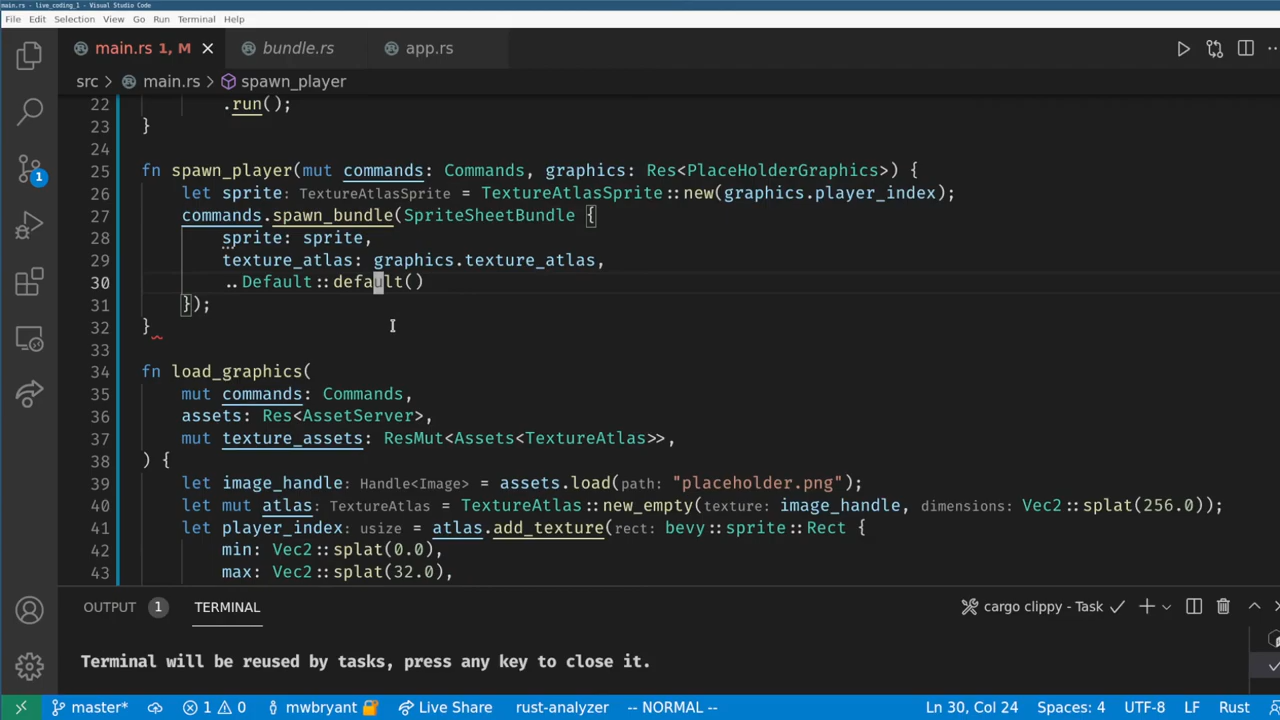 main.rs - live_coding_1 - Visual Studio Code
File Edit Selection View Go Run Terminal Help
main.rs 1, M bundle.rs app.rs
src > main.rs > spawn_player
22 .run();
23 }
24
25 fn spawn_player(mut commands: Commands, graphics: Res<PlaceHolderGraphics>) {
26 let sprite: TextureAtlasSprite = TextureAtlasSprite::new(graphics.player_index);
27 commands.spawn_bundle(SpriteSheetBundle {
28 sprite: sprite,
29 texture_atlas: graphics.texture_atlas,
30 ..Default::default()
31 });
32 }
33
34 fn load_graphics(
35 mut commands: Commands,
36 assets: Res<AssetServer>,
37 mut texture_assets: ResMut<Assets<TextureAtlas>>,
38 ) {
39 let image_handle: Handle<Image> = assets.load(path: "placeholder.png");
40 let mut atlas: TextureAtlas = TextureAtlas::new_empty(texture: image_handle, dimensions: Vec2::splat(256.0));
41 let player_index: usize = atlas.add_texture(rect: bevy::sprite::Rect {
42 min: Vec2::splat(0.0),
43 max: Vec2::splat(32.0),
1
OUTPUT 1 TERMINAL cargo clippy - Task
Terminal will be reused by tasks, press any key to close it.
master* 1 0 mwbryant Live Share rust-analyzer -- NORMAL -- Ln 30, Col 24 Spaces: 4 UTF-8 LF Rust